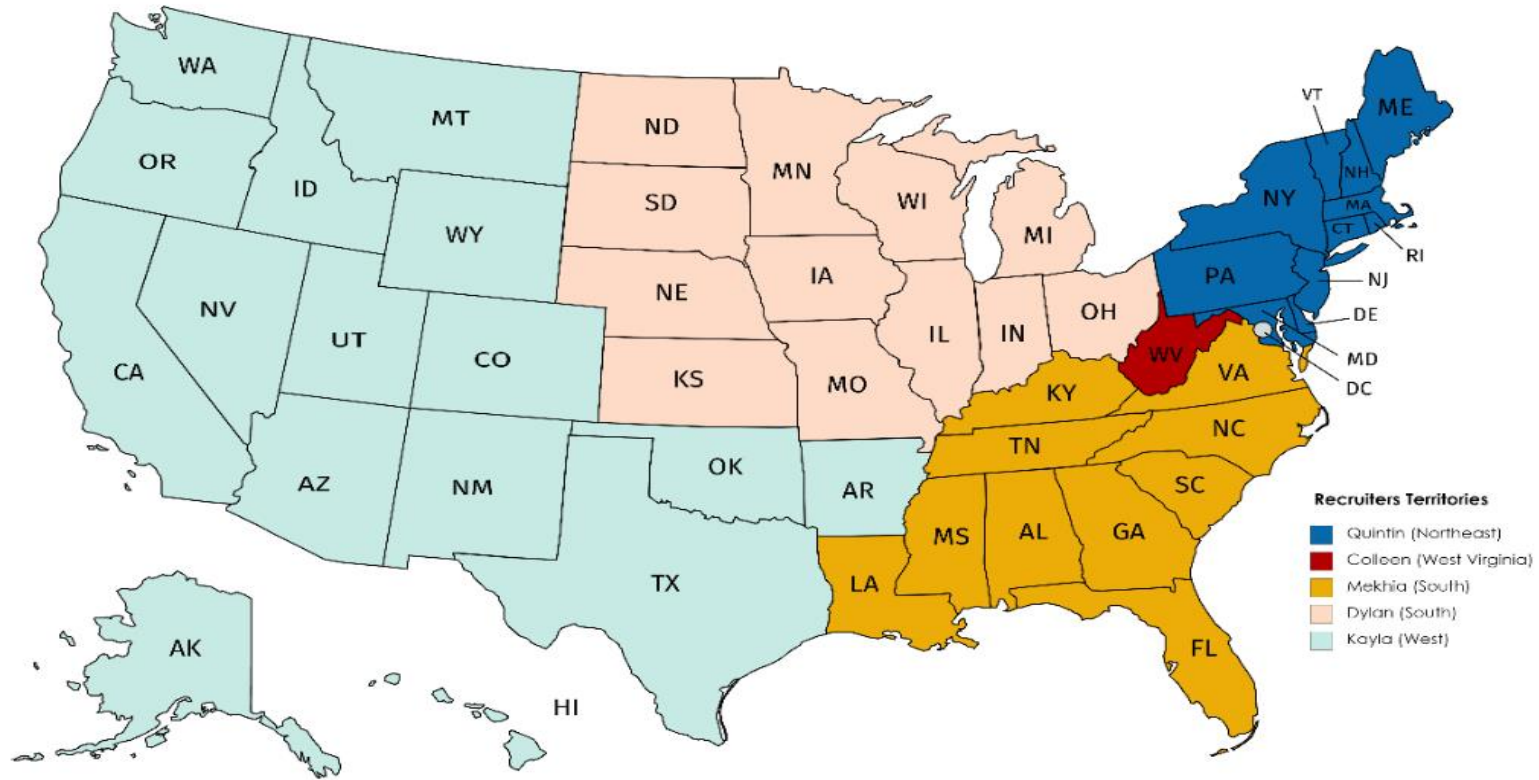 WA
MT
ND
MN
VT
ME
OR
ID
SD
WI
NH
NY
MA
WY
MI
CT
RI
IA
PA
NJ
NE
NV
OH
DE
UT
IL
IN
CO
WV
MD
CA
KS
MO
VA
DC
KY
NC
TN
OK
AZ
NM
AR
SC
MS
AL
GA
TX
LA
AK
FL
HI
Recruiters Territories
Quintin (Northeast)
Colleen (West Virginia)
Mekhia (South)
Dylan (South)
Kayla (West)